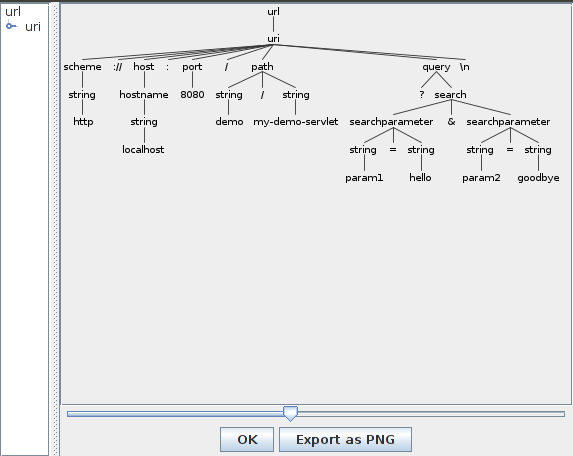 url
uri
url
uri
scheme :// host : port / path query \n
string hostname 8080 string / string ? search
http string demo my-demo-servlet searchparameter & searchparameter
localhost string = string string = string
param1 hello param2 goodbye
OK Export as PNG